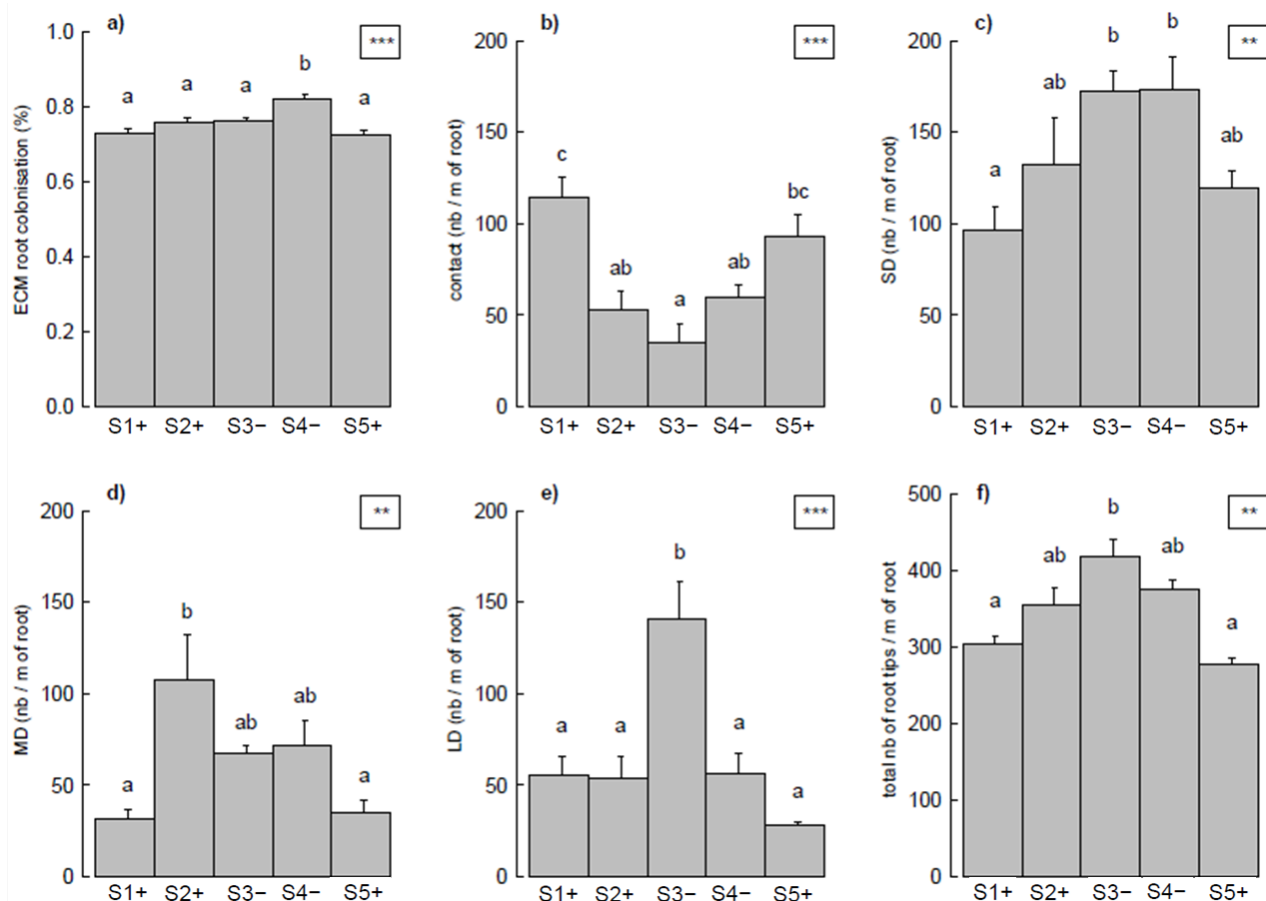 a)
***
ECM root colonisation (%)
1.0
0.8
0.6
0.4
0.2
0.0
a
a
a
b
a
S1+ S2+ S3− S4− S5+
b)
***
contact (nb / m of root)
200
150
100
50
0
c
ab
a
ab
bc
S1+ S2+ S3− S4− S5+
c)
**
SD (nb / m of root)
200
150
100
50
0
a
ab
b
b
ab
S1+ S2+ S3− S4− S5+
d)
**
MD (nb / m of root)
200
150
100
50
0
a
b
ab
ab
a
S1+ S2+ S3− S4− S5+
e)
***
LD (nb / m of root)
200
150
100
50
0
a
a
b
a
a
S1+ S2+ S3− S4− S5+
f)
**
total nb of root tips / m of root
500
400
300
200
100
0
a
ab
b
ab
a
S1+ S2+ S3− S4− S5+